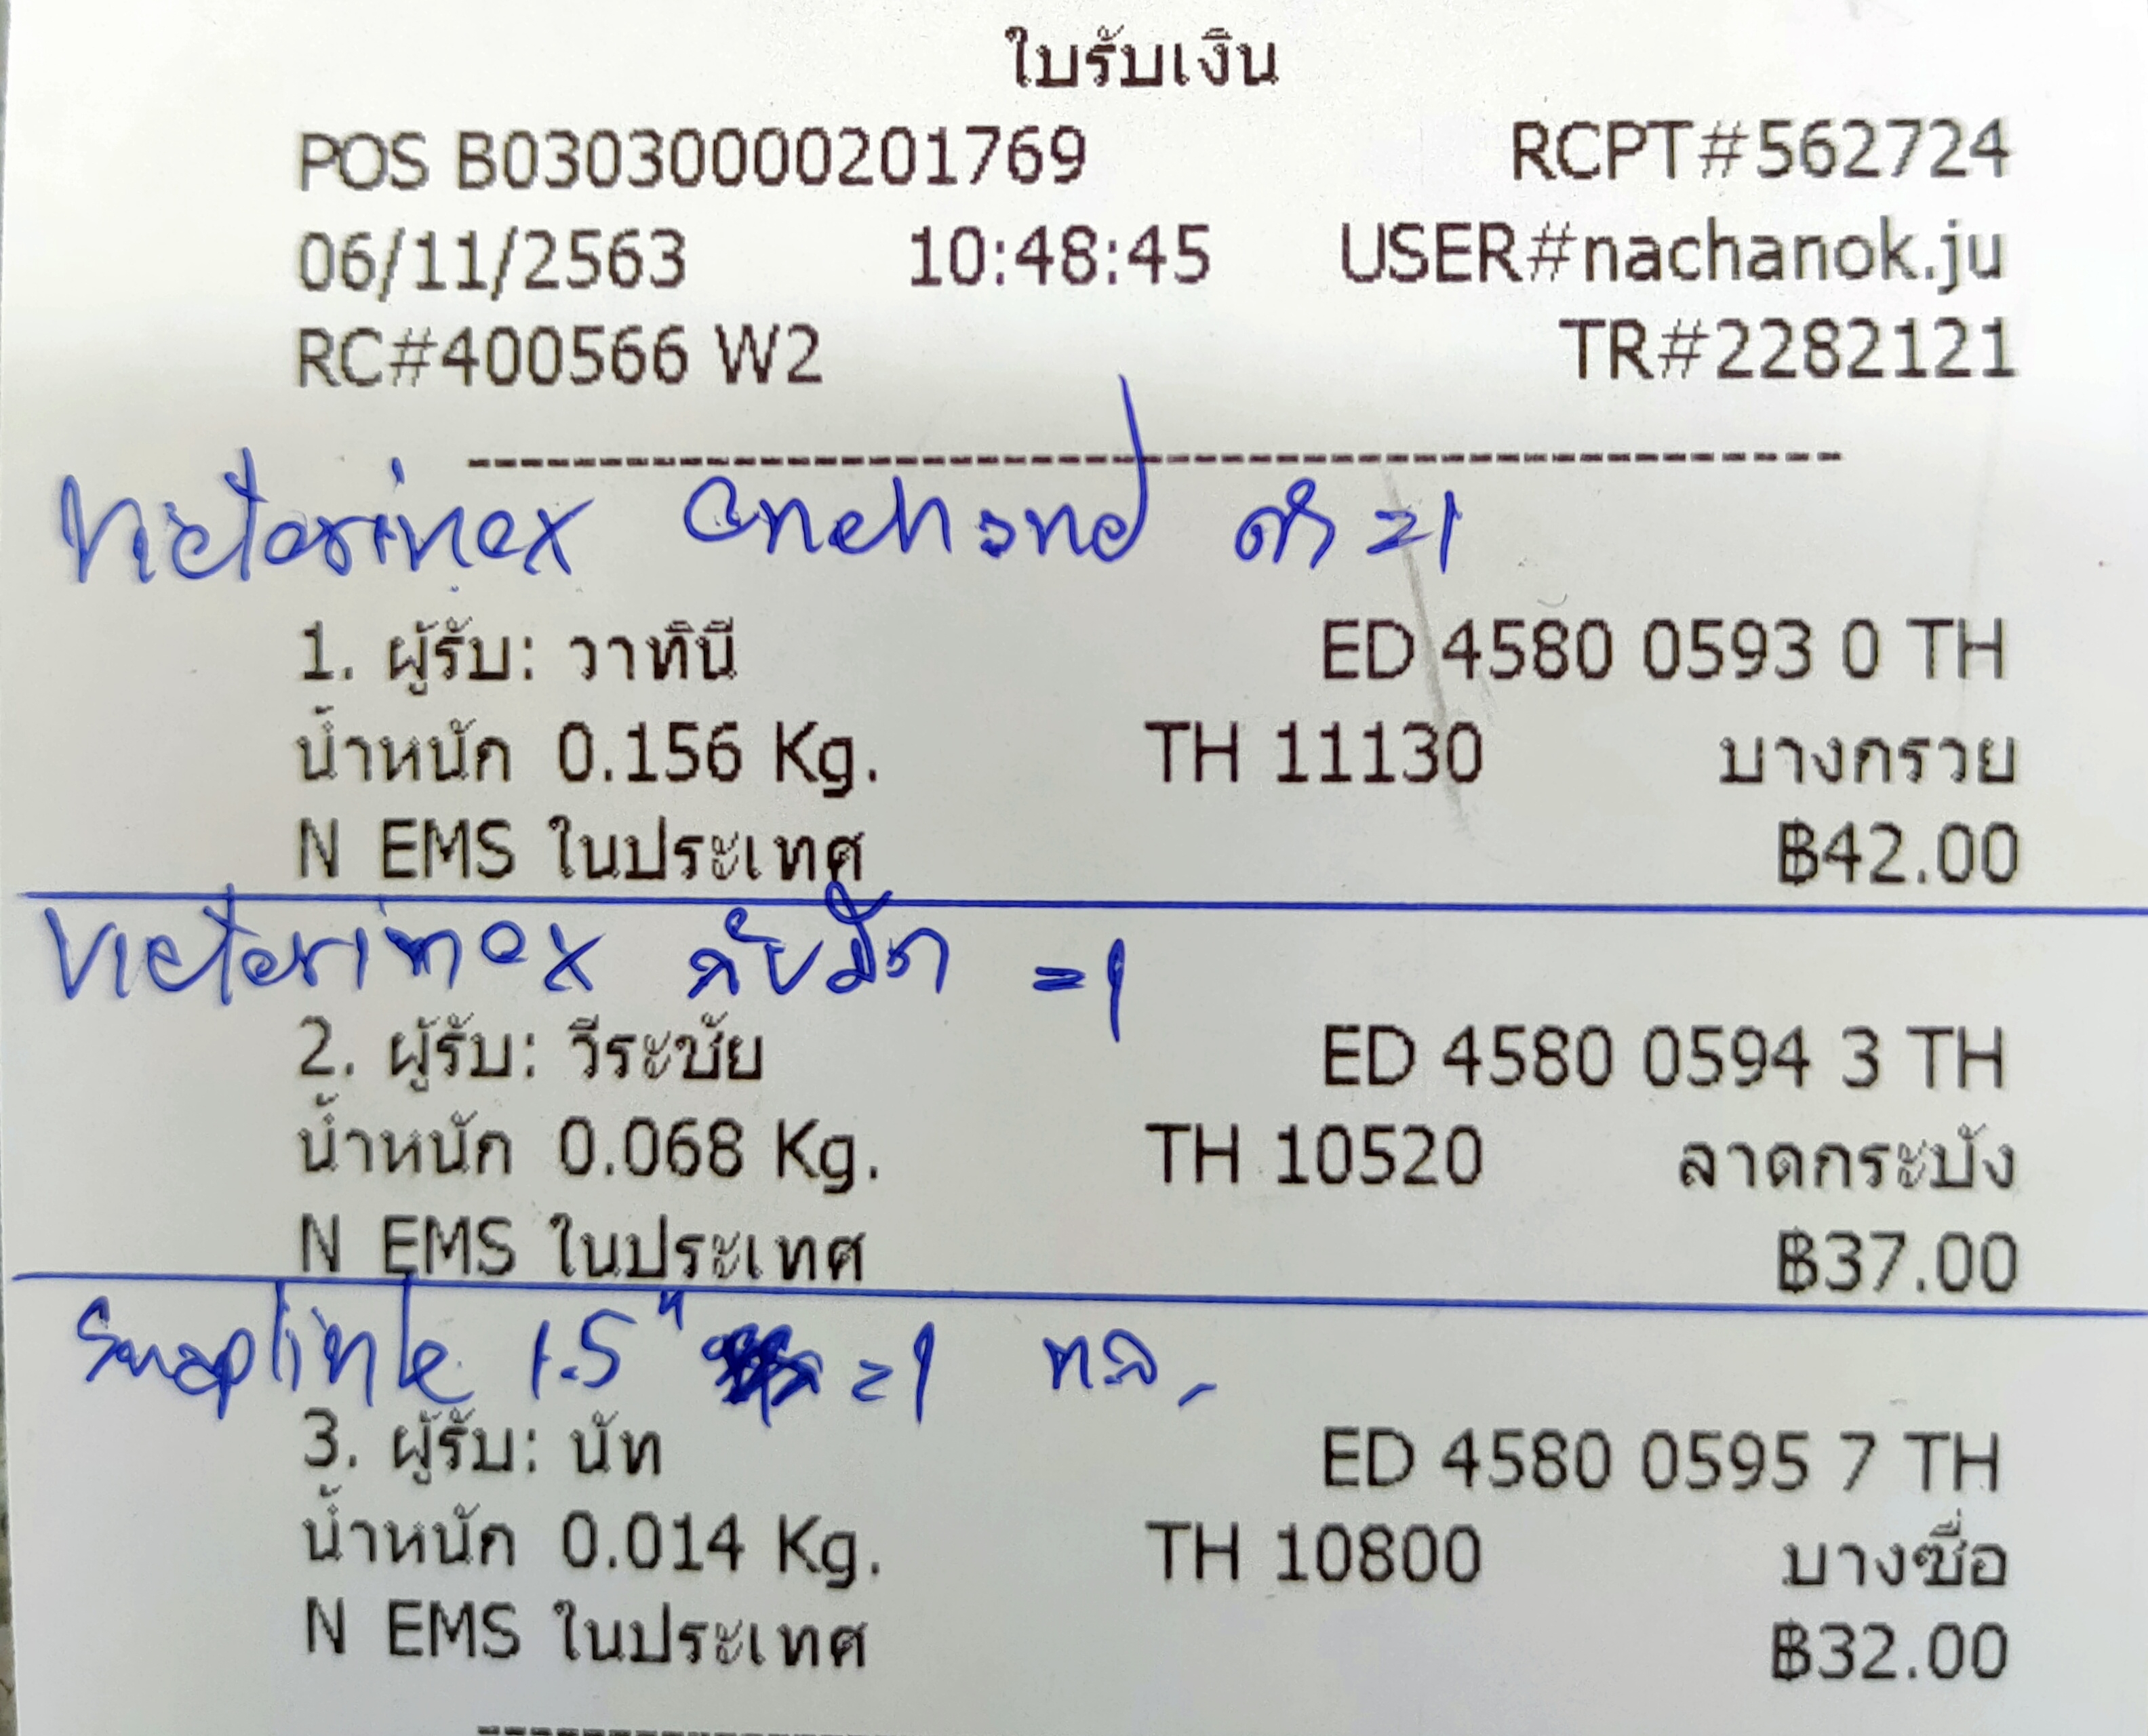 ใบรับเงิน
POS B03030000201769 RCPT#562724
06/11/2563 10:48:45 USER#nachanok.ju
RC#400566 W2 TR#2282121
Victorinox Onehand ดำ =1
1. ผู้รับ: วาทินี ED 4580 0593 0 TH
น้ำหนัก 0.156 Kg. TH 11130 บางกรวย
N EMS ในประเทศ ฿42.00
Victorinox =1
2. ผู้รับ: วีระชัย ED 4580 0594 3 TH
น้ำหนัก 0.068 Kg. TH 10520 ลาดกระบัง
N EMS ในประเทศ ฿37.00
Snaplink 1.5" =1
3. ผู้รับ: นัท ED 4580 0595 7 TH
น้ำหนัก 0.014 Kg. TH 10800 บางซื่อ
N EMS ในประเทศ ฿32.00